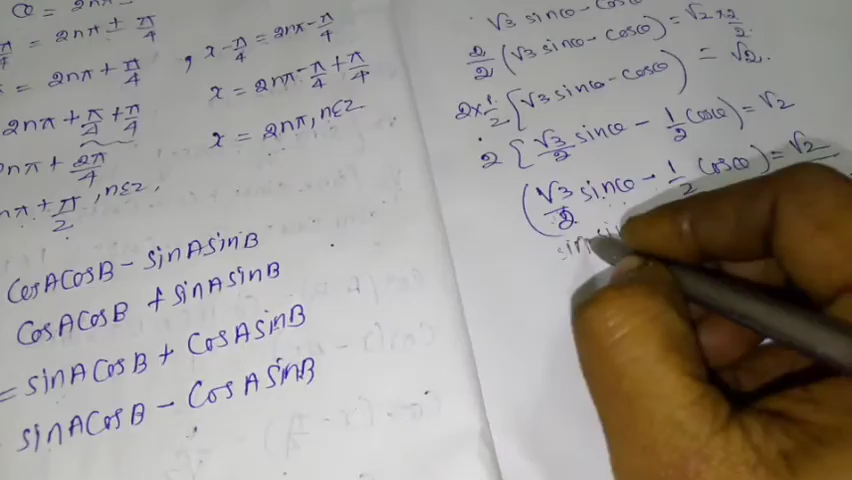 = 2nπ ± π/4
= 2nπ + π/4 , x - π/4 = 2nπ - π/4
2nπ + π/4 + π/4 x = 2nπ - π/4 + π/4
nπ + 2π/4 x = 2nπ, n∈z
nπ + π/2, n∈z,
CosACosB - sinAsinB
CosACosB + sinAsinB
= sinACosB + CosAsinB
sinACosB - CosAsinB
√3 sinθ - cosθ = √2 × 2/2
2/2 (√3 sinθ - cosθ) = √2.
2×1/2 [√3 sinθ - cosθ)
2 [√3/2 sinθ - 1/2 cosθ) = √2
(√3/2 sinθ - 1/2 cosθ) = √2